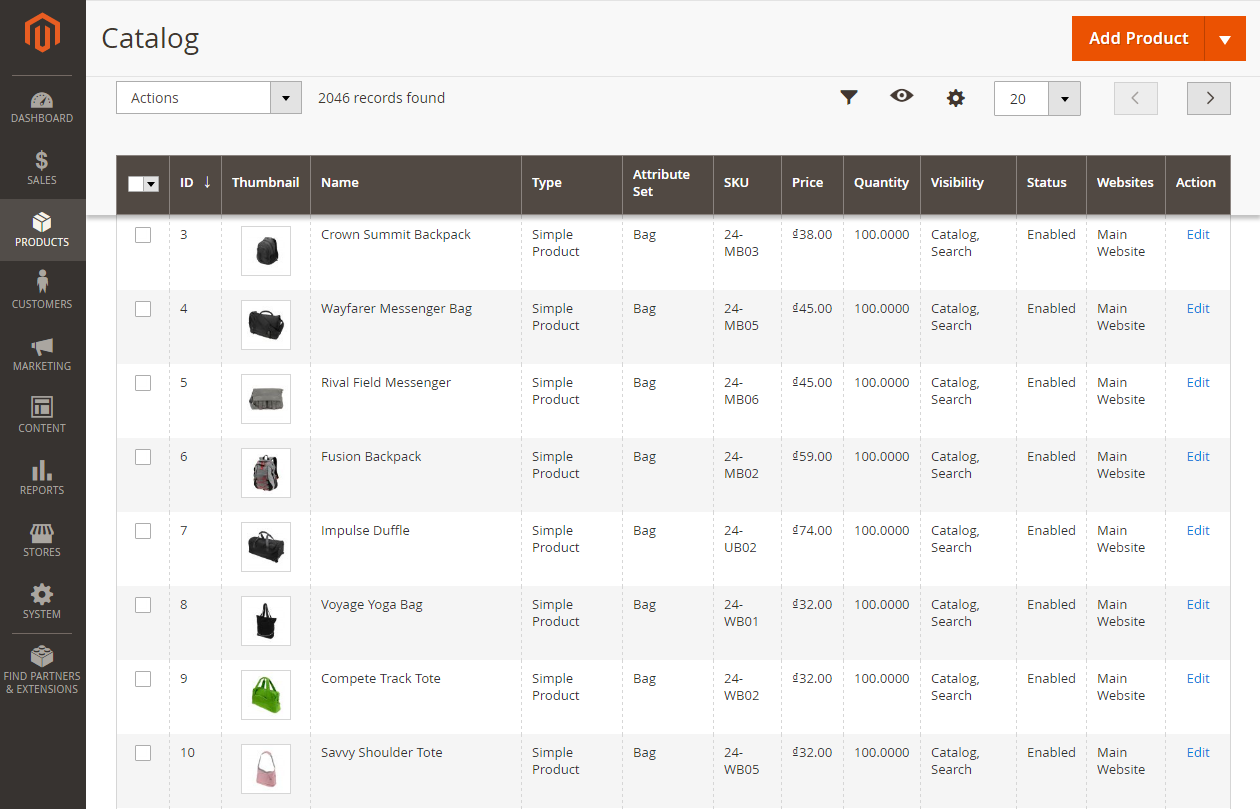 Catalog
Add Product
Actions
2046 records found
20
DASHBOARD
SALES
PRODUCTS
CUSTOMERS
MARKETING
CONTENT
REPORTS
STORES
SYSTEM
FIND PARTNERS
& EXTENSIONS
ID ↓ Thumbnail Name Type Attribute Set SKU Price Quantity Visibility Status Websites Action
3 Crown Summit Backpack Simple Product Bag 24-MB03 ₫38.00 100.0000 Catalog, Search Enabled Main Website Edit
4 Wayfarer Messenger Bag Simple Product Bag 24-MB05 ₫45.00 100.0000 Catalog, Search Enabled Main Website Edit
5 Rival Field Messenger Simple Product Bag 24-MB06 ₫45.00 100.0000 Catalog, Search Enabled Main Website Edit
6 Fusion Backpack Simple Product Bag 24-MB02 ₫59.00 100.0000 Catalog, Search Enabled Main Website Edit
7 Impulse Duffle Simple Product Bag 24-UB02 ₫74.00 100.0000 Catalog, Search Enabled Main Website Edit
8 Voyage Yoga Bag Simple Product Bag 24-WB01 ₫32.00 100.0000 Catalog, Search Enabled Main Website Edit
9 Compete Track Tote Simple Product Bag 24-WB02 ₫32.00 100.0000 Catalog, Search Enabled Main Website Edit
10 Savvy Shoulder Tote Simple Product Bag 24-WB05 ₫32.00 100.0000 Catalog, Search Enabled Main Website Edit